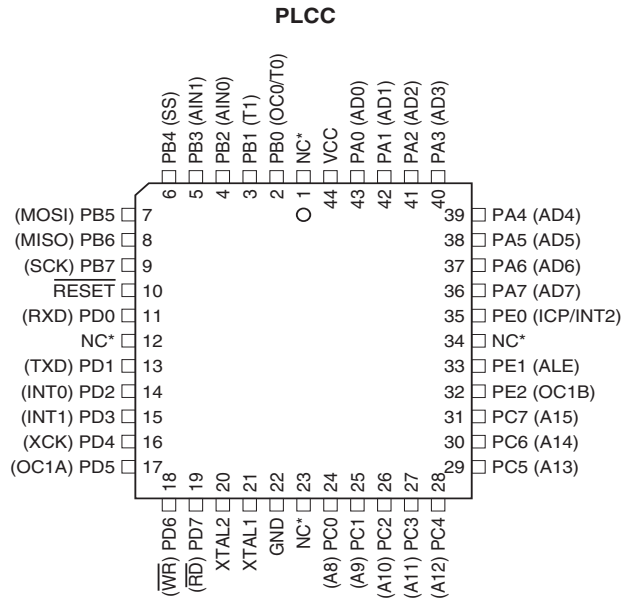 PLCC
PB4 (SS)
PB3 (AIN1)
PB2 (AIN0)
PB1 (T1)
PB0 (OC0/T0)
NC*
VCC
PA0 (AD0)
PA1 (AD1)
PA2 (AD2)
PA3 (AD3)
6
5
4
3
2
1
44
43
42
41
40
(MOSI) PB5 7
(MISO) PB6 8
(SCK) PB7 9
RESET 10
(RXD) PD0 11
NC* 12
(TXD) PD1 13
(INT0) PD2 14
(INT1) PD3 15
(XCK) PD4 16
(OC1A) PD5 17
39 PA4 (AD4)
38 PA5 (AD5)
37 PA6 (AD6)
36 PA7 (AD7)
35 PE0 (ICP/INT2)
34 NC*
33 PE1 (ALE)
32 PE2 (OC1B)
31 PC7 (A15)
30 PC6 (A14)
29 PC5 (A13)
18
19
20
21
22
23
24
25
26
27
28
(WR) PD6
(RD) PD7
XTAL2
XTAL1
GND
NC*
(A8) PC0
(A9) PC1
(A10) PC2
(A11) PC3
(A12) PC4